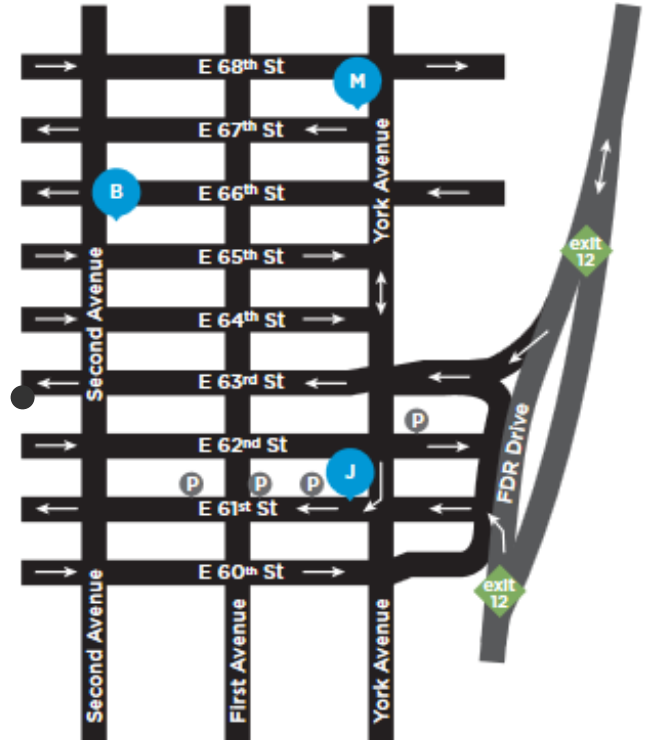 E 68th St
M
E 67th St
York Avenue
B
E 66th St
exit
12
E 65th St
Second Avenue
E 64th St
E 63rd St
P
E 62nd St
FDR Drive
J
P
P
P
E 61st St
E 60th St
exit
12
Second Avenue
First Avenue
York Avenue